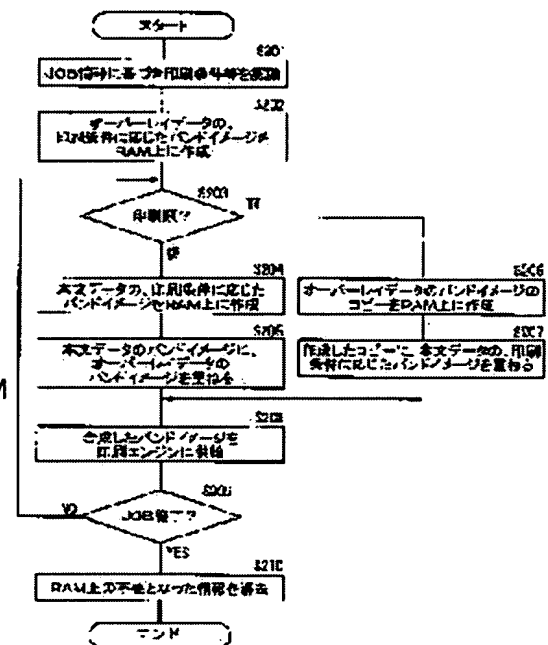 スタート
S201
JOB情報に基づき印刷条件等を認識
S202
オーバーレイデータの、
印刷条件に応じたバンドイメージを
RAM上に作成
S203
印刷順?
S204
本文データの、印刷条件に応じた
バンドイメージをRAM上に作成
S205
本文データのバンドイメージに、
オーバーレイデータの
バンドイメージを重ねる
S206
オーバーレイデータのバンドイメージの
コピーをRAM上に作成
S207
作成したコピーに、本文データの、印刷
条件に応じたバンドイメージを重ねる
M
S208
合成したバンドイメージを
印刷エンジンに供給
S209
NO
JOB終了?
YES
S210
RAM上の不要となった情報を消去
エンド